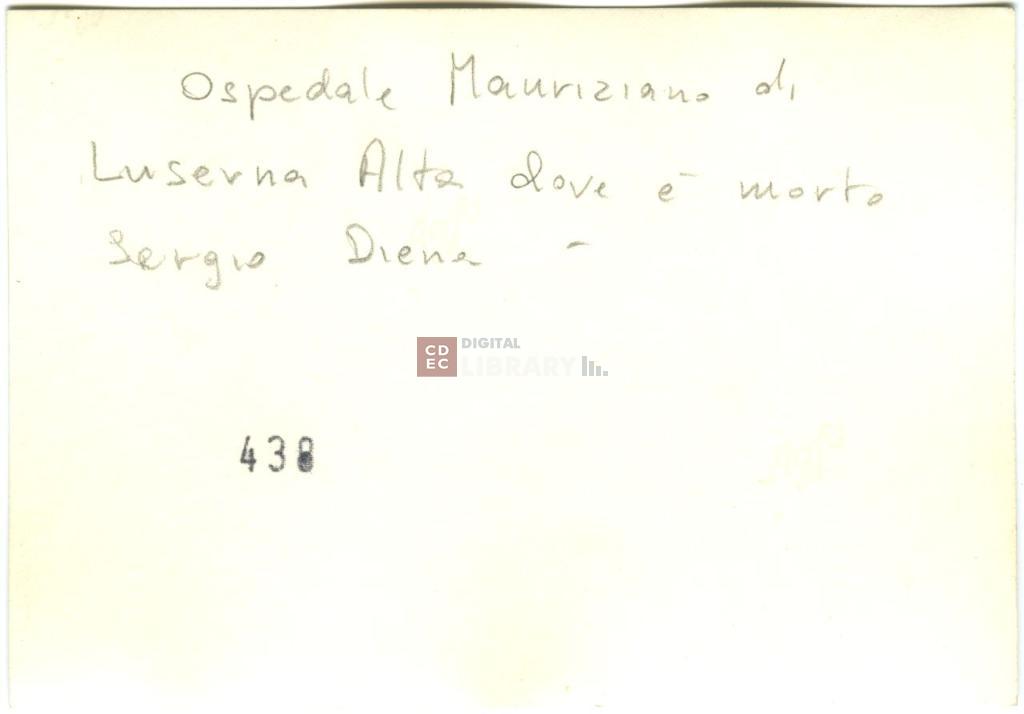 Ospedale Mauriziano di
Luserna Alta dove è morto
Sergio Diena -
CDEC DIGITAL LIBRARY
438